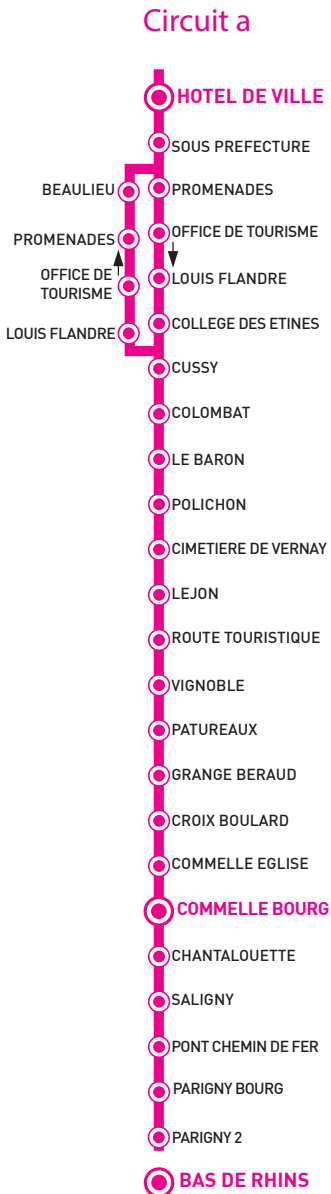 Circuit a
HOTEL DE VILLE
SOUS PREFECTURE
BEAULIEU
PROMENADES
PROMENADES
OFFICE DE
TOURISME
LOUIS FLANDRE
PROMENADES
OFFICE DE TOURISME
LOUIS FLANDRE
COLLEGE DES ETINES
CUSSY
COLOMBAT
LE BARON
POLICHON
CIMETIERE DE VERNAY
LEJON
ROUTE TOURISTIQUE
VIGNOBLE
PATUREAUX
GRANGE BERAUD
CROIX BOULARD
COMMELLE EGLISE
COMMELLE BOURG
CHANTALOUETTE
SALIGNY
PONT CHEMIN DE FER
PARIGNY BOURG
PARIGNY 2
BAS DE RHINS